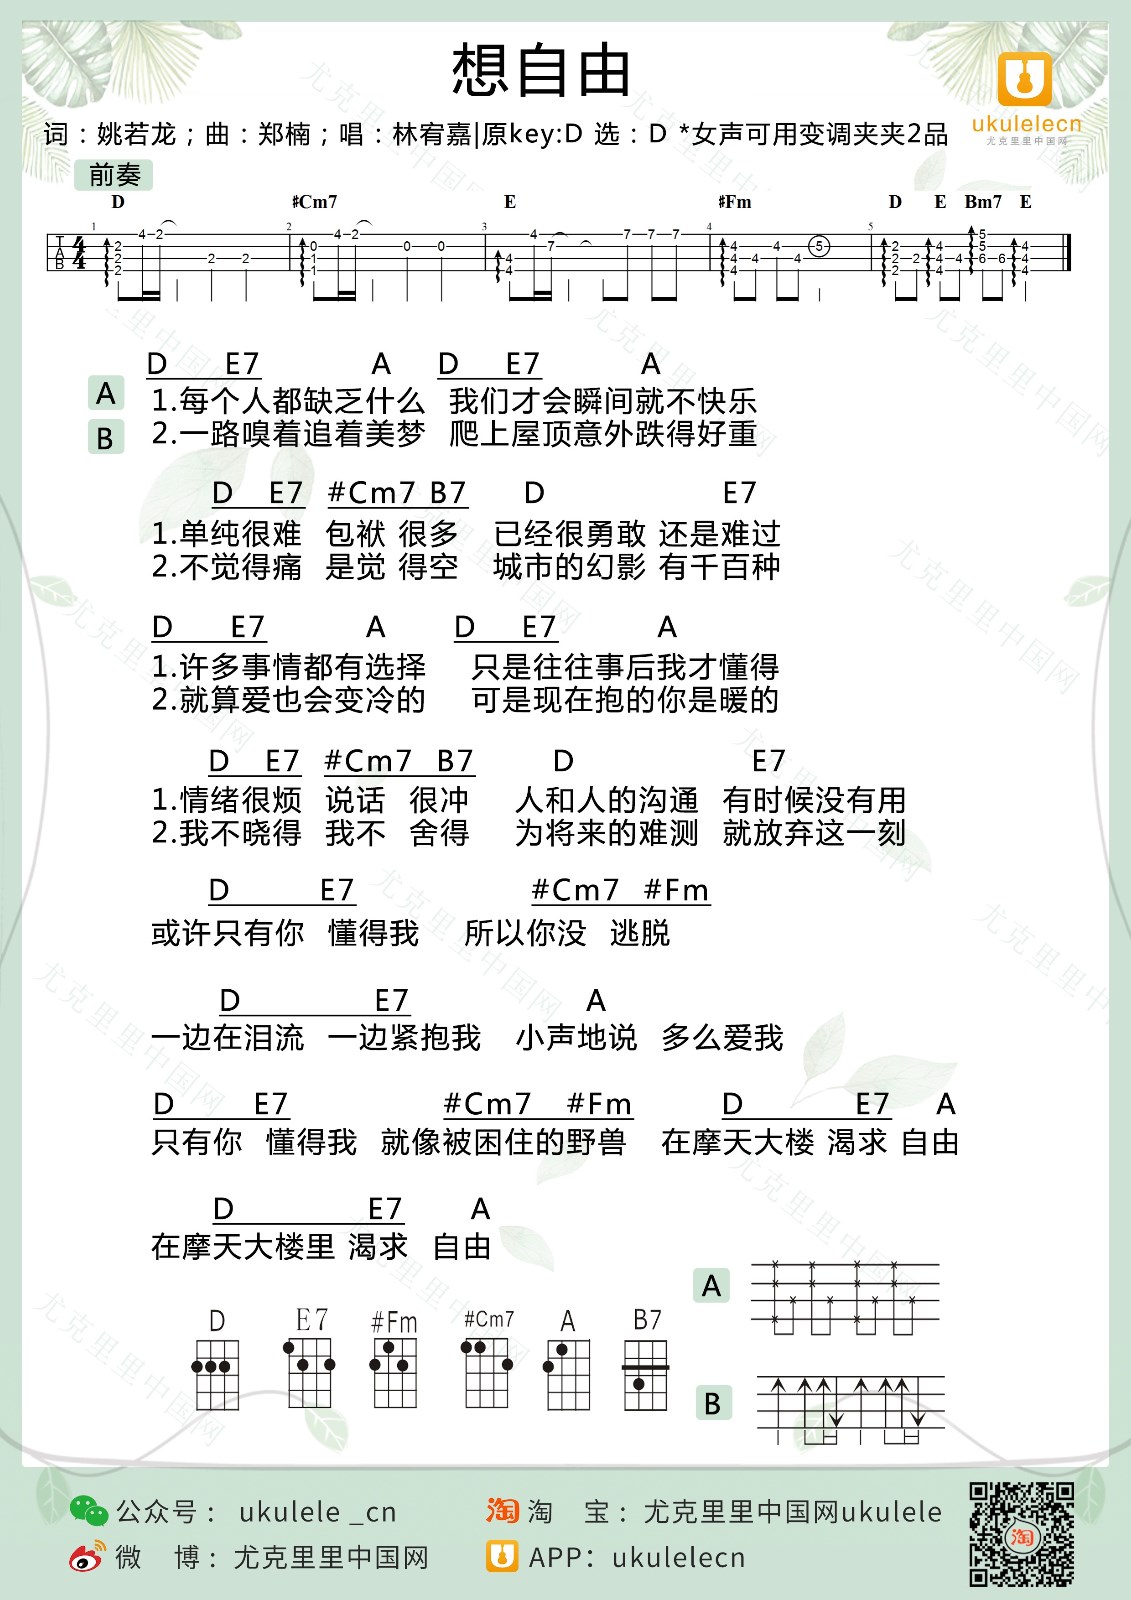 想自由
ukulelecn
尤克里里中国网
词：姚若龙；曲：郑楠；唱：林宥嘉|原key:D 选：D *女声可用变调夹夹2品
前奏
D #Cm7 E #Fm D E Bm7 E
1 2 3 4 5
D E7 A D E7 A
A 1.每个人都缺乏什么 我们才会瞬间就不快乐
B 2.一路嗅着追着美梦 爬上屋顶意外跌得好重
D E7 #Cm7 B7 D E7
1.单纯很难 包袱 很多 已经很勇敢 还是难过
2.不觉得痛 是觉 得空 城市的幻影 有千百种
D E7 A D E7 A
1.许多事情都有选择 只是往往事后我才懂得
2.就算爱也会变冷的 可是现在抱的你是暖的
D E7 #Cm7 B7 D E7
1.情绪很烦 说话 很冲 人和人的沟通 有时候没有用
2.我不晓得 我不 舍得 为将来的难测 就放弃这一刻
D E7 #Cm7 #Fm
或许只有你 懂得我 所以你没 逃脱
D E7 A
一边在泪流 一边紧抱我 小声地说 多么爱我
D E7 #Cm7 #Fm D E7 A
只有你 懂得我 就像被困住的野兽 在摩天大楼 渴求 自由
D E7 A
在摩天大楼里 渴求 自由
D E7 #Fm #Cm7 A B7
A
B
公众号： ukulele _cn
淘 宝：尤克里里中国网ukulele
微 博：尤克里里中国网
APP：ukulelecn
淘